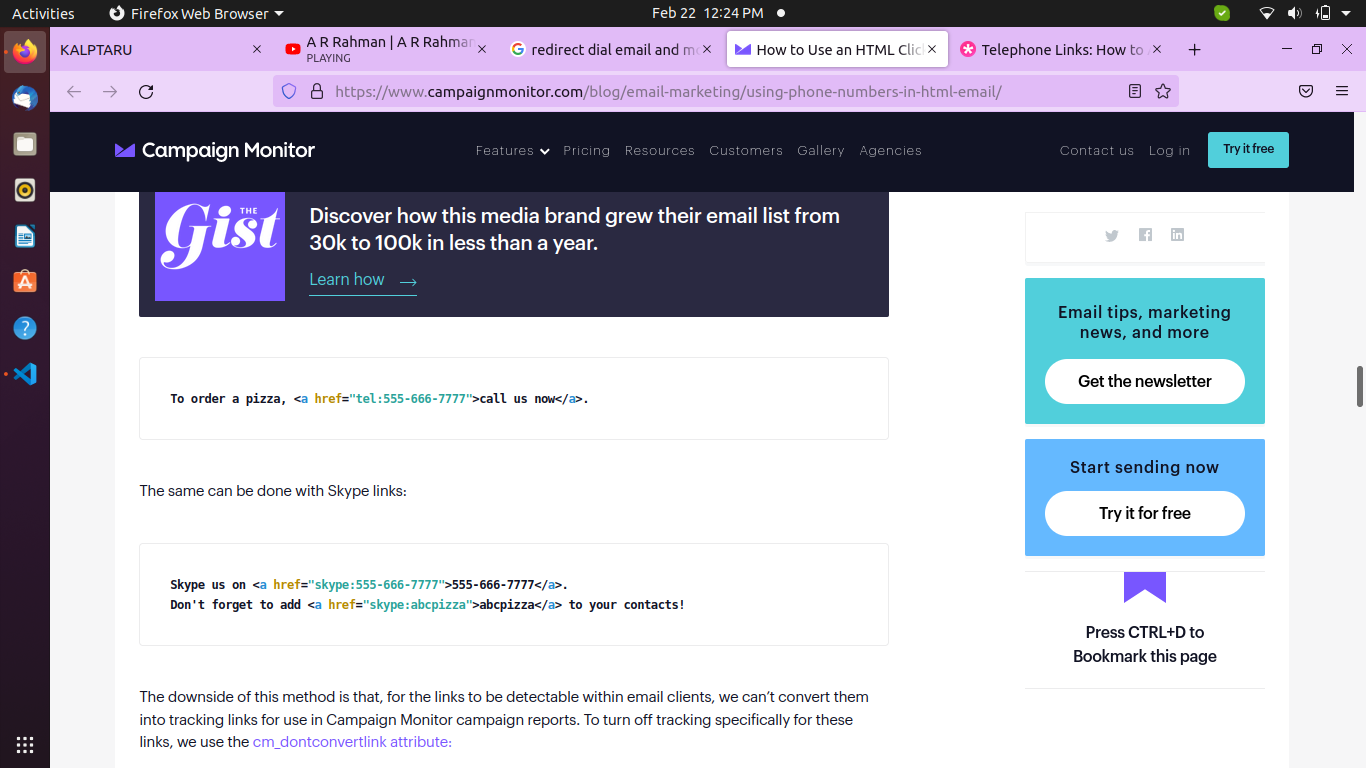 Activities
Firefox Web Browser
Feb 22 12:24 PM
KALPTARU
A R Rahman | A R Rahman
PLAYING
redirect dial email and mo
How to Use an HTML Clic
Telephone Links: How to
https://www.campaignmonitor.com/blog/email-marketing/using-phone-numbers-in-html-email/
Campaign Monitor
Features
Pricing
Resources
Customers
Gallery
Agencies
Contact us
Log in
Try it free
THE
Gist
Discover how this media brand grew their email list from
30k to 100k in less than a year.
Learn how
To order a pizza, <a href="tel:555-666-7777">call us now</a>.
The same can be done with Skype links:
Skype us on <a href="skype:555-666-7777">555-666-7777</a>.
Don't forget to add <a href="skype:abcpizza">abcpizza</a> to your contacts!
The downside of this method is that, for the links to be detectable within email clients, we can’t convert them
into tracking links for use in Campaign Monitor campaign reports. To turn off tracking specifically for these
links, we use the cm_dontconvertlink attribute:
Email tips, marketing
news, and more
Get the newsletter
Start sending now
Try it for free
Press CTRL+D to
Bookmark this page